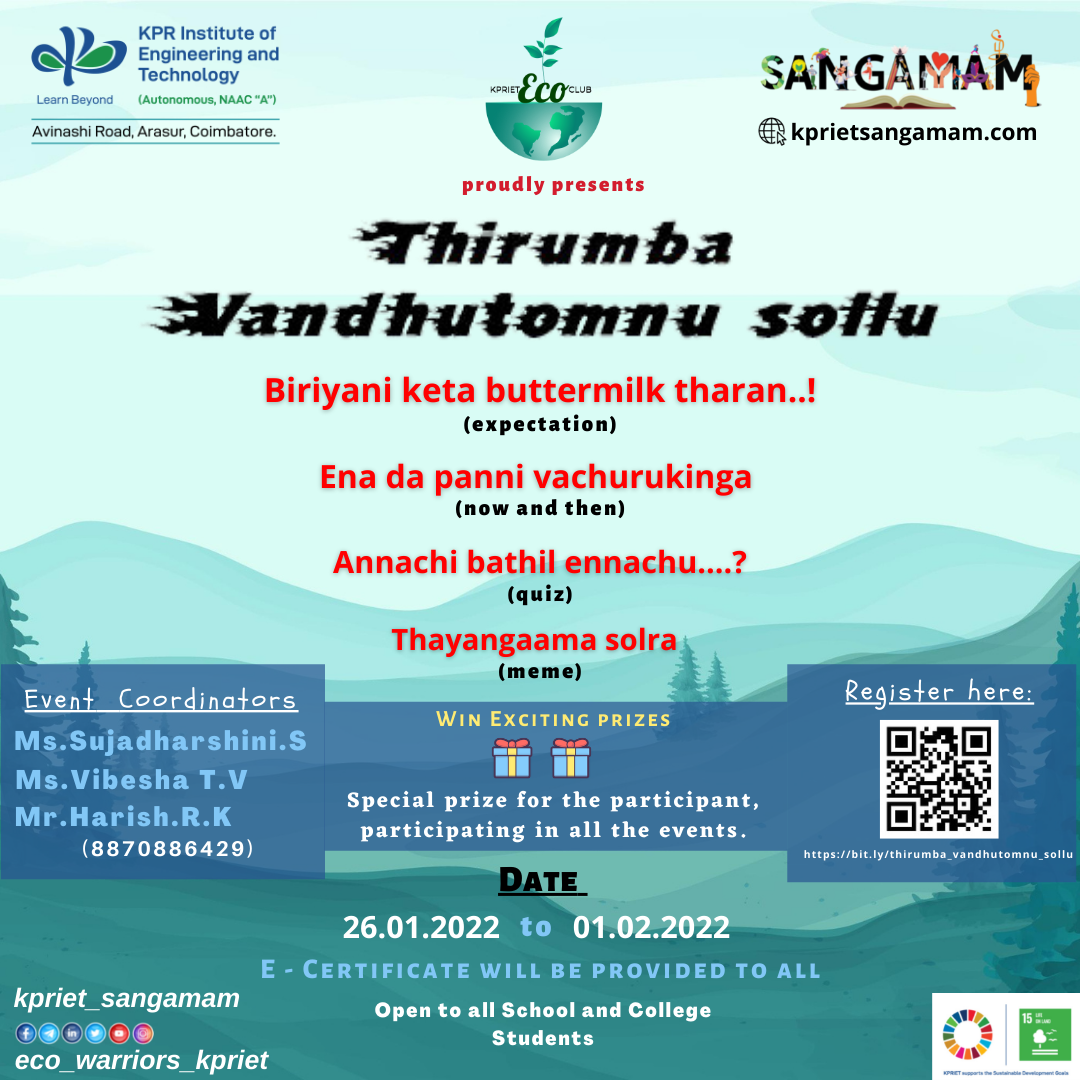 KPR Institute of
Engineering and
Technology
Learn Beyond
(Autonomous, NAAC "A")
Avinashi Road, Arasur, Coimbatore.
KPRIET Eco CLUB
SANGAMAM
kprietsangamam.com
proudly presents
Thirumba
Vandhutomnu sollu
Biriyani keta buttermilk tharan..!
(expectation)
Ena da panni vachurukinga
(now and then)
Annachi bathil ennachu....?
(quiz)
Thayangaama solra
(meme)
Event Coordinators
Ms.Sujadharshini.S
Ms.Vibesha T.V
Mr.Harish.R.K
(8870886429)
Win Exciting prizes
Special prize for the participant,
participating in all the events.
Register here:
https://bit.ly/thirumba_vandhutomnu_sollu
Date
26.01.2022 to 01.02.2022
E - Certificate will be provided to all
Open to all School and College
Students
kpriet_sangamam
eco_warriors_kpriet
15 LIFE
ON LAND
KPRIET supports the Sustainable Development Goals